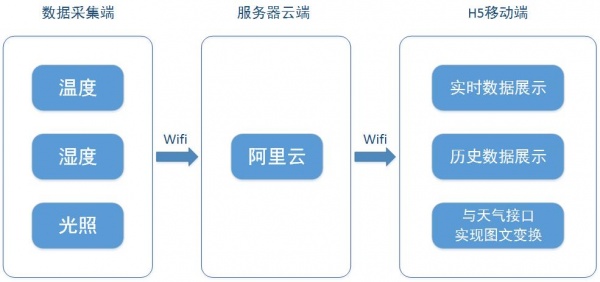 数据采集端
服务器云端
H5移动端
温度
湿度
光照
Wifi
阿里云
Wifi
实时数据展示
历史数据展示
与天气接口
实现图文变换